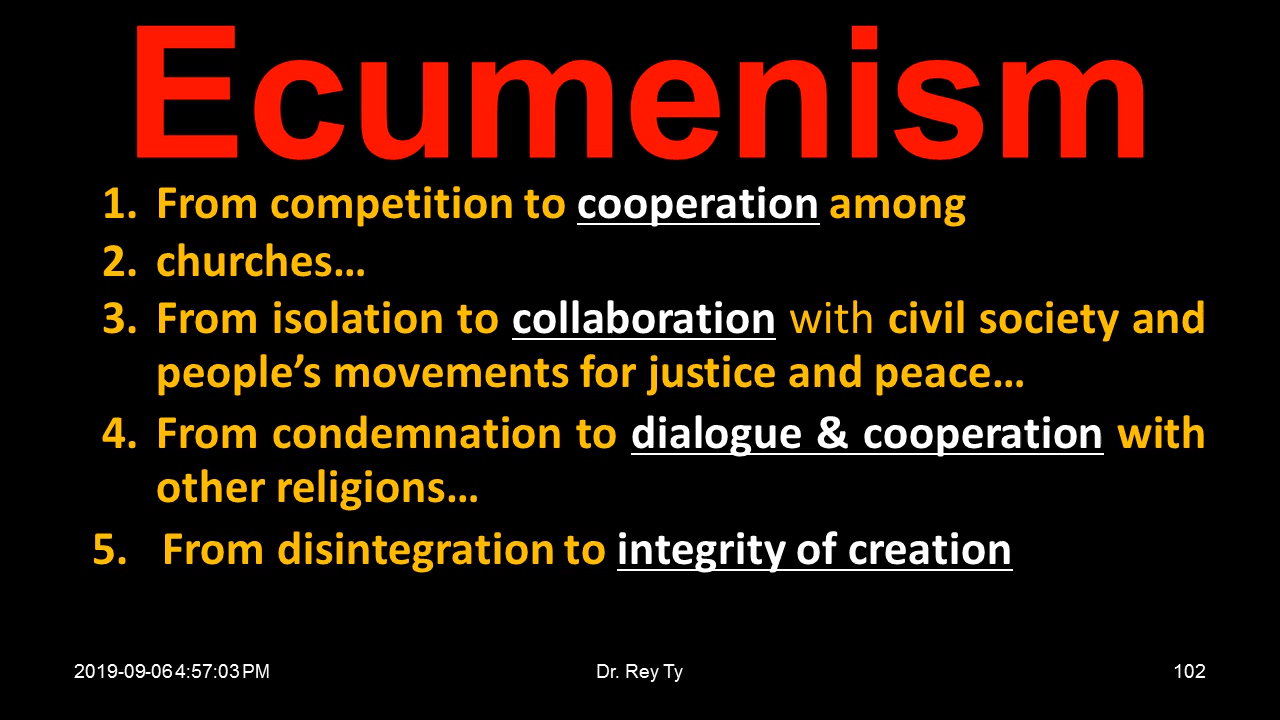 Ecumenism
1. From competition to cooperation among
2. churches…
3. From isolation to collaboration with civil society and
people’s movements for justice and peace…
4. From condemnation to dialogue & cooperation with
other religions…
5. From disintegration to integrity of creation
2019-09-06 4:57:03 PM
Dr. Rey Ty
102